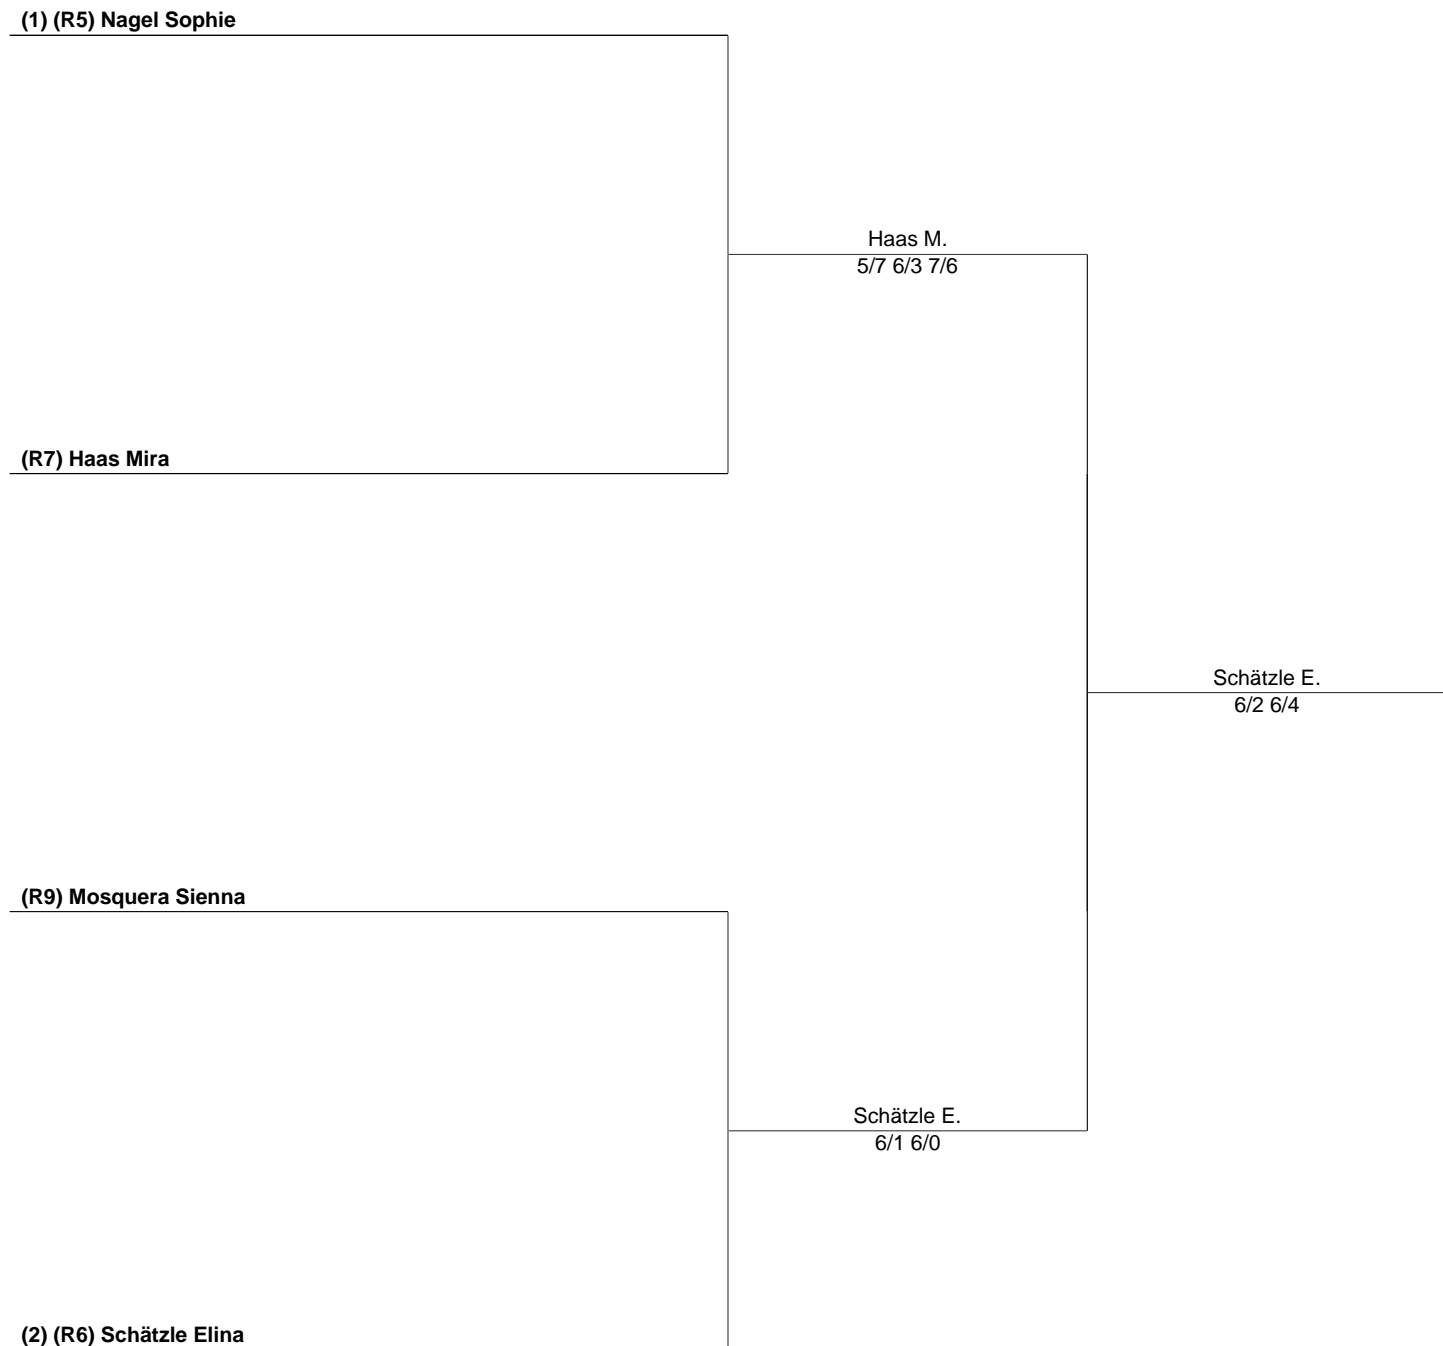 (1) (R5) Nagel Sophie
Haas M.
5/7 6/3 7/6
(R7) Haas Mira
Schätzle E.
6/2 6/4
(R9) Mosquera Sienna
Schätzle E.
6/1 6/0
(2) (R6) Schätzle Elina